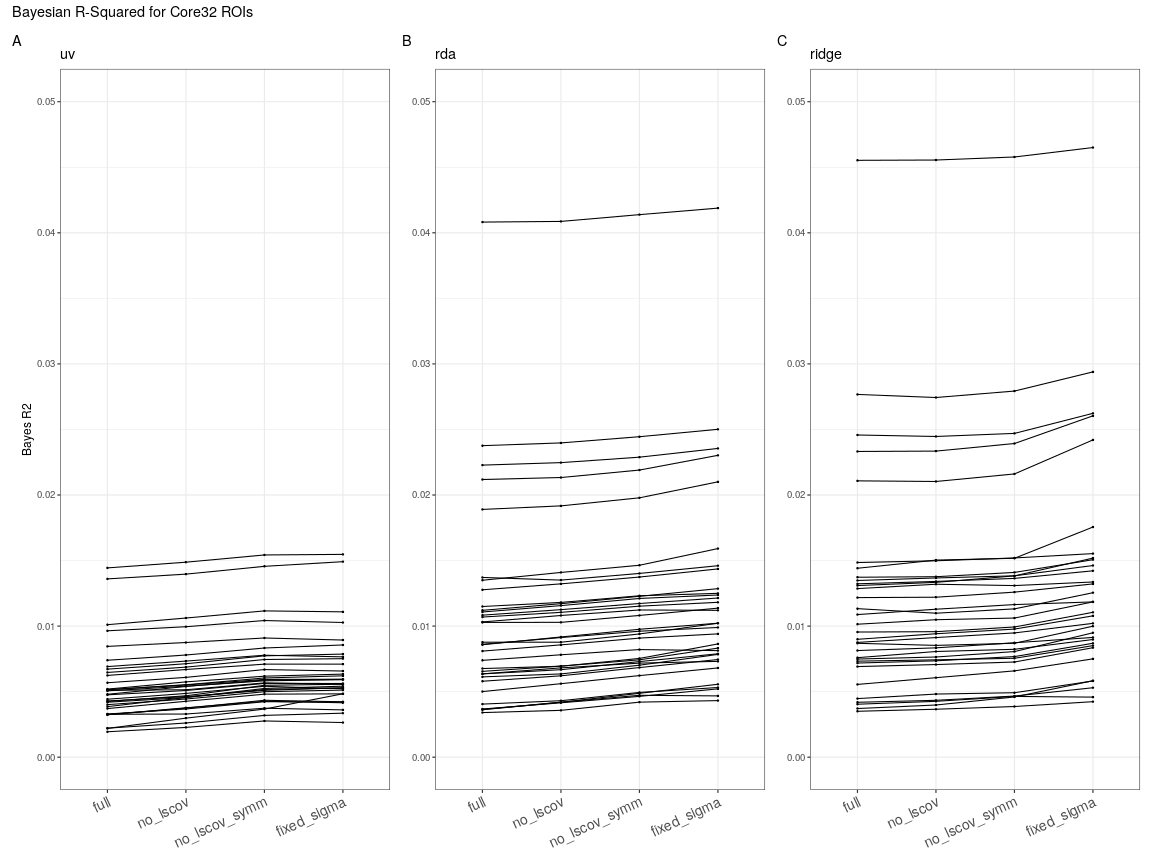 Bayesian R-Squared for Core32 ROIs
A
uv
B
rda
C
ridge
Bayes R2
0.05
0.04
0.03
0.02
0.01
0.00
full
no_lscov
no_lscov_symm
fixed_sigma
0.05
0.04
0.03
0.02
0.01
0.00
full
no_lscov
no_lscov_symm
fixed_sigma
0.05
0.04
0.03
0.02
0.01
0.00
full
no_lscov
no_lscov_symm
fixed_sigma